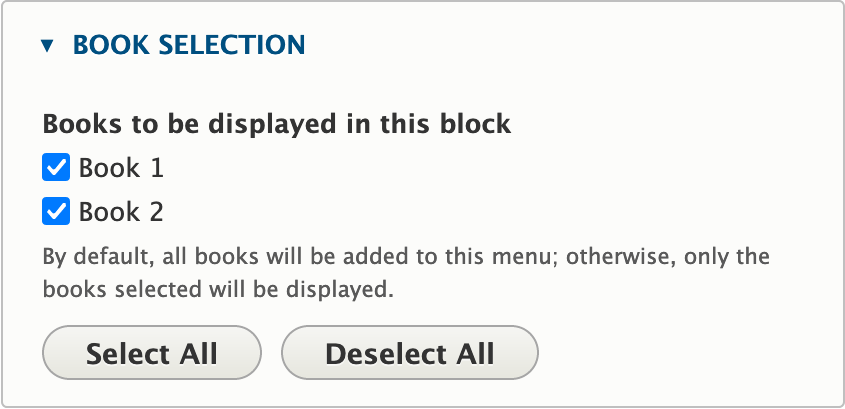 BOOK SELECTION
Books to be displayed in this block
Book 1
Book 2
By default, all books will be added to this menu; otherwise, only the
books selected will be displayed.
Select All Deselect All